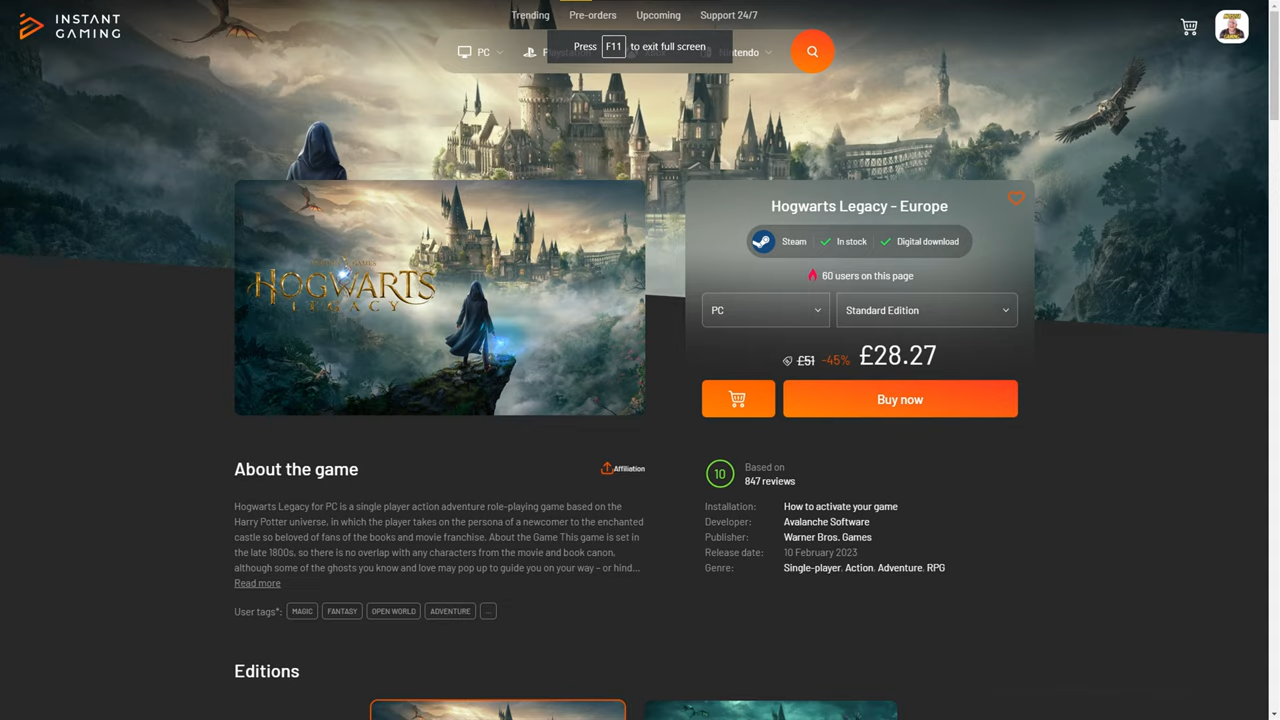 INSTANT GAMING
Trending Pre-orders Upcoming Support 24/7
PC Nintendo
Press F11 to exit full screen
HOGWARTS
LEGACY
Hogwarts Legacy - Europe
Steam In stock Digital download
60 users on this page
PC Standard Edition
£51 -45% £28.27
Buy now
About the game
Affiliation
Hogwarts Legacy for PC is a single player action adventure role-playing game based on the
Harry Potter universe, in which the player takes on the persona of a newcomer to the enchanted
castle so beloved of fans of the books and movie franchise. About the Game This game is set in
the late 1800s, so there is no overlap with any characters from the movie and book canon,
although some of the ghosts you know and love may pop up to guide you on your way – or hind...
Read more
User tags*: MAGIC FANTASY OPEN WORLD ADVENTURE ...
10 Based on
847 reviews
Installation: How to activate your game
Developer: Avalanche Software
Publisher: Warner Bros. Games
Release date: 10 February 2023
Genre: Single-player, Action, Adventure, RPG
Editions